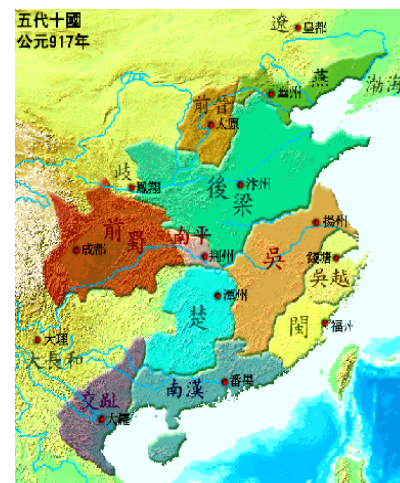 五代十國
公元917年
遼
皇都
燕
渤海
幽州
前晉
太原
岐
鳳翔
後梁
汴州
揚州
前蜀
成都
南平
荊州
吳
錢塘
吳越
潭州
楚
閩
福州
大理
大長和
南漢
番禺
交趾
大羅